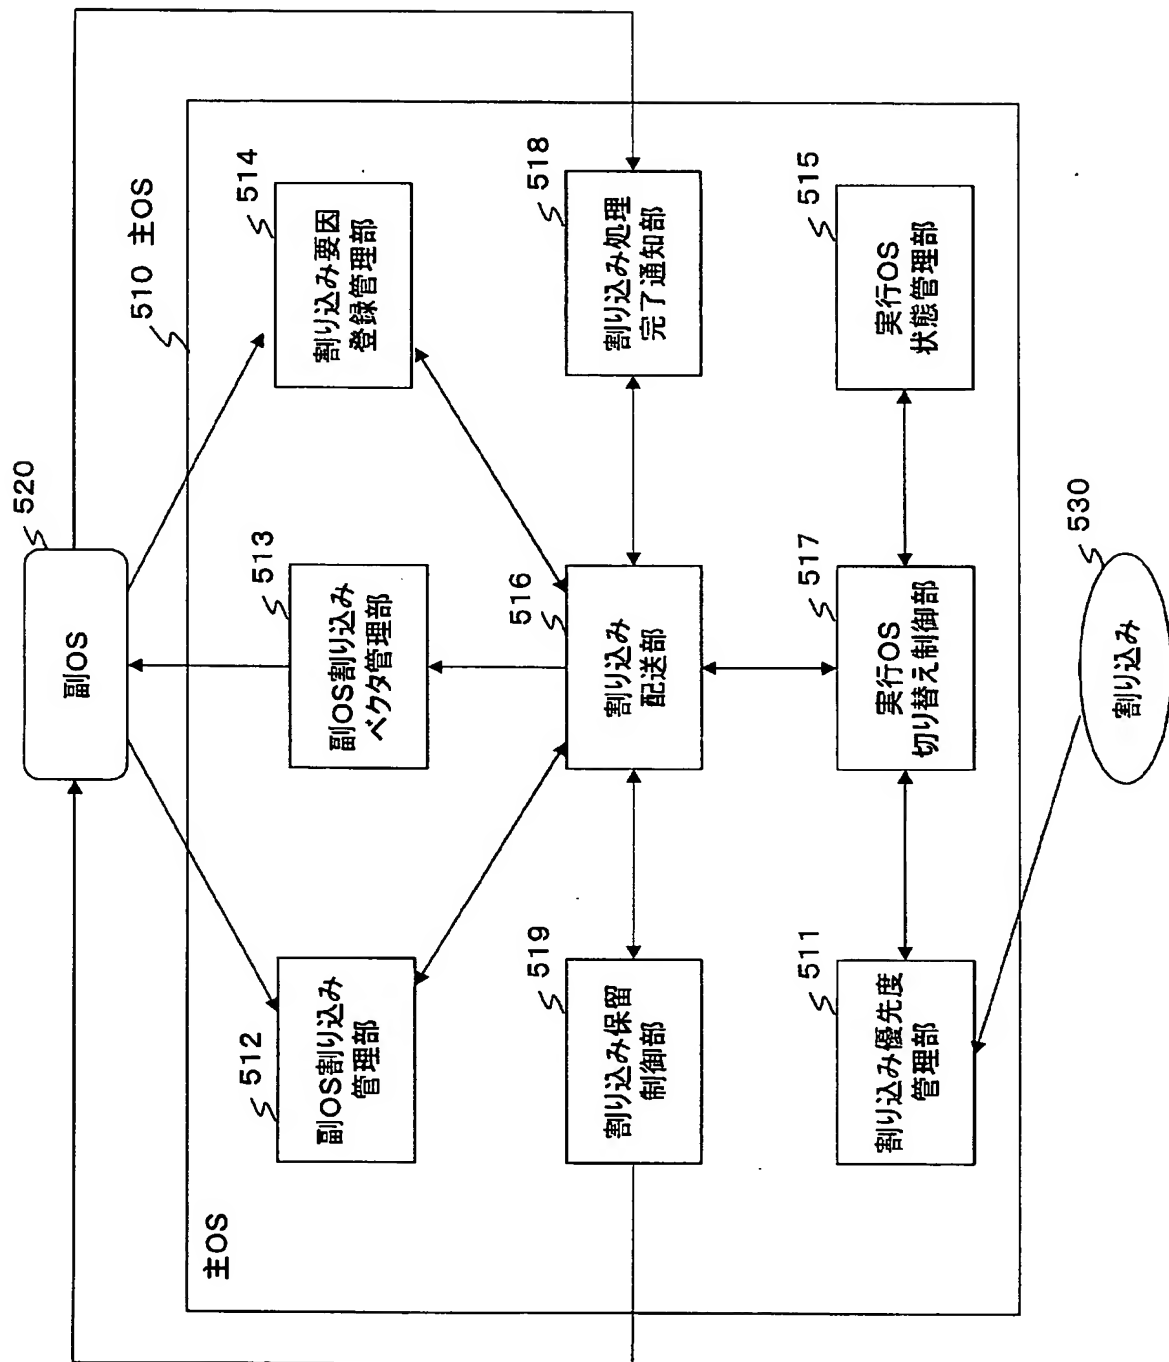 副OS
520
510 主OS
主OS
512
副OS割り込み
管理部
513
副OS割り込み
ベクタ管理部
514
割り込み要因
登録管理部
519
割り込み保留
制御部
516
割り込み
配送部
518
割り込み処理
完了通知部
511
割り込み優先度
管理部
517
実行OS
切り替え制御部
515
実行OS
状態管理部
530
割り込み